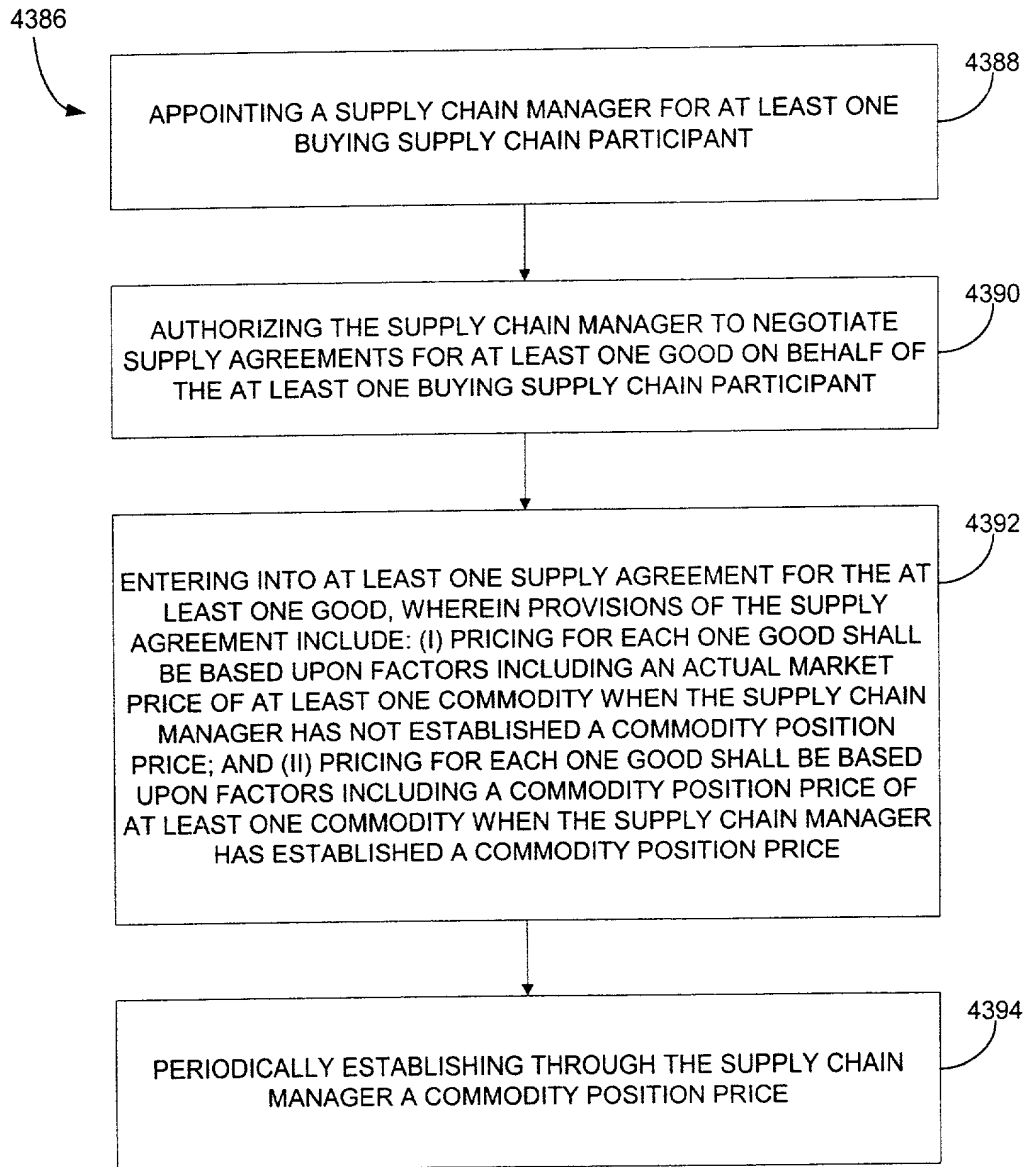 4386
4388
APPOINTING A SUPPLY CHAIN MANAGER FOR AT LEAST ONE
BUYING SUPPLY CHAIN PARTICIPANT
4390
AUTHORIZING THE SUPPLY CHAIN MANAGER TO NEGOTIATE
SUPPLY AGREEMENTS FOR AT LEAST ONE GOOD ON BEHALF OF
THE AT LEAST ONE BUYING SUPPLY CHAIN PARTICIPANT
4392
ENTERING INTO AT LEAST ONE SUPPLY AGREEMENT FOR THE AT
LEAST ONE GOOD, WHEREIN PROVISIONS OF THE SUPPLY
AGREEMENT INCLUDE: (I) PRICING FOR EACH ONE GOOD SHALL
BE BASED UPON FACTORS INCLUDING AN ACTUAL MARKET
PRICE OF AT LEAST ONE COMMODITY WHEN THE SUPPLY CHAIN
MANAGER HAS NOT ESTABLISHED A COMMODITY POSITION
PRICE; AND (II) PRICING FOR EACH ONE GOOD SHALL BE BASED
UPON FACTORS INCLUDING A COMMODITY POSITION PRICE OF
AT LEAST ONE COMMODITY WHEN THE SUPPLY CHAIN MANAGER
HAS ESTABLISHED A COMMODITY POSITION PRICE
4394
PERIODICALLY ESTABLISHING THROUGH THE SUPPLY CHAIN
MANAGER A COMMODITY POSITION PRICE